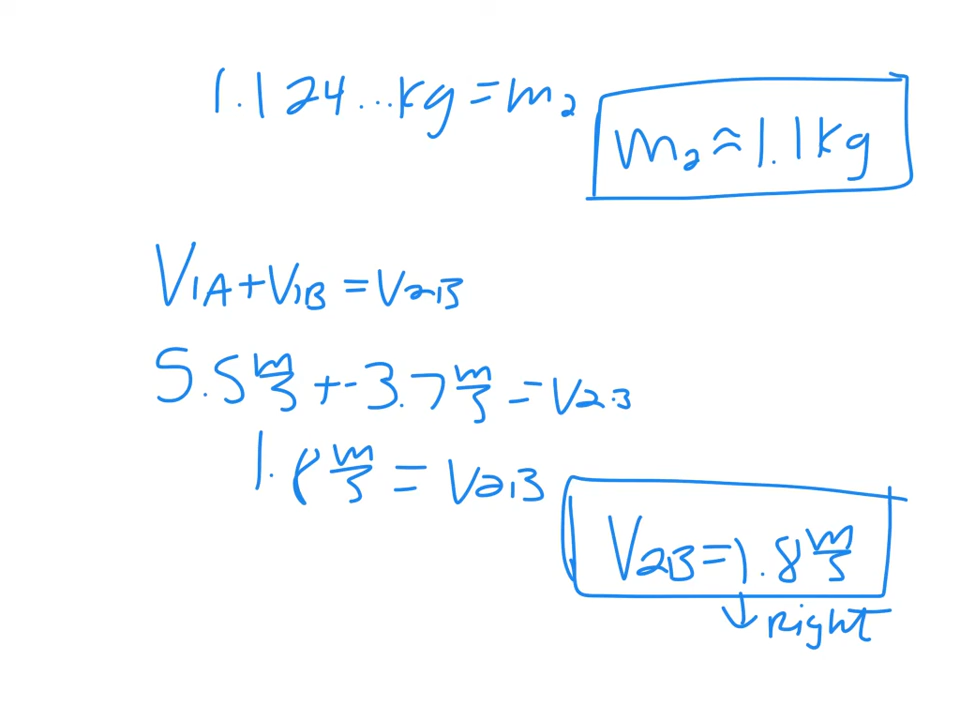 1.124...kg = m₂
m₂ ≈ 1.1kg
V1A + V1B = V2B
5.5 m/s + -3.7 m/s = V2B
1.8 m/s = V2B
V2B = 1.8 m/s
↓ Right